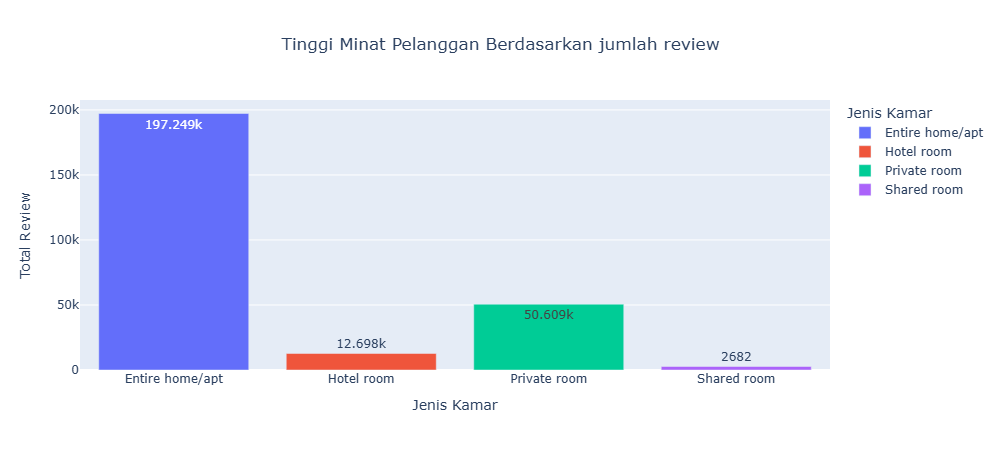 Tinggi Minat Pelanggan Berdasarkan jumlah review
Total Review
200k
150k
100k
50k
0
197.249k
12.698k
50.609k
2682
Entire home/apt
Hotel room
Private room
Shared room
Jenis Kamar
Jenis Kamar
Entire home/apt
Hotel room
Private room
Shared room